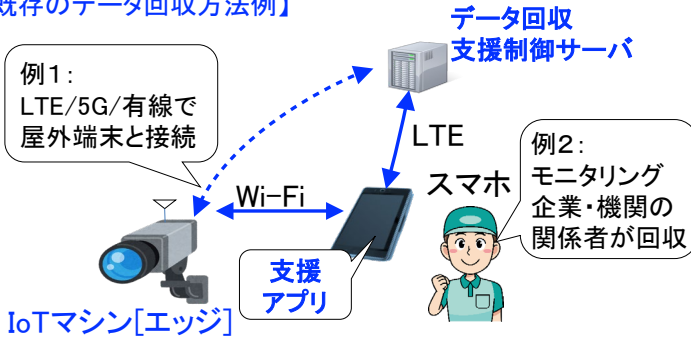 既存のデータ回収方法例】
データ回収
支援制御サーバ
例1:
LTE/5G/有線で
屋外端末と接続
LTE
例2:
モニタリング
企業・機関の
関係者が回収
スマホ
Wi-Fi
支援
アプリ
IoTマシン[エッジ]